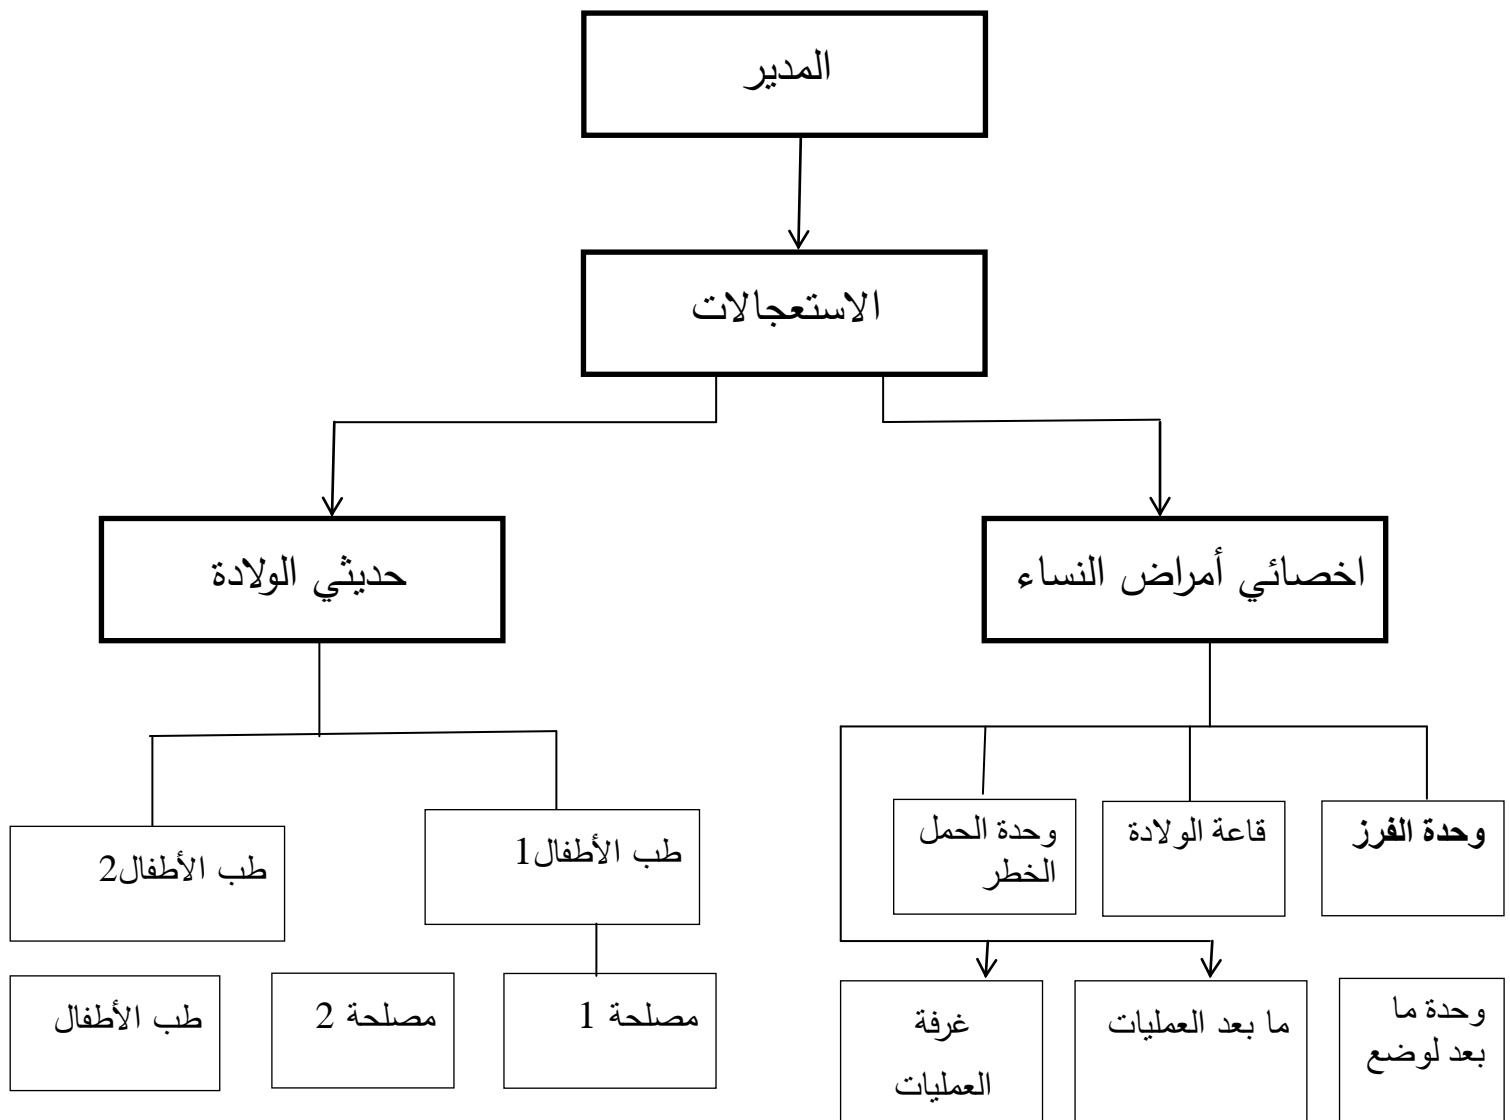 المدير
الاستعجالات
اخصائي أمراض النساء
حديثي الولادة
وحدة الفرز
قاعة الولادة
وحدة الحمل
الخطر
طب الأطفال1
طب الأطفال2
وحدة ما
بعد لوضع
ما بعد العمليات
غرفة
العمليات
مصلحة 1
مصلحة 2
طب الأطفال